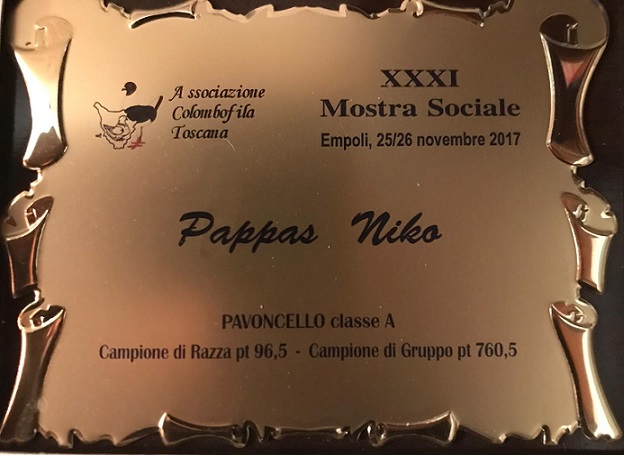 Associazione
Colombofila
Toscana
XXXI
Mostra Sociale
Empoli, 25/26 novembre 2017
Pappas Niko
PAVONCELLO classe A
Campione di Razza pt 96,5 - Campione di Gruppo pt 760,5